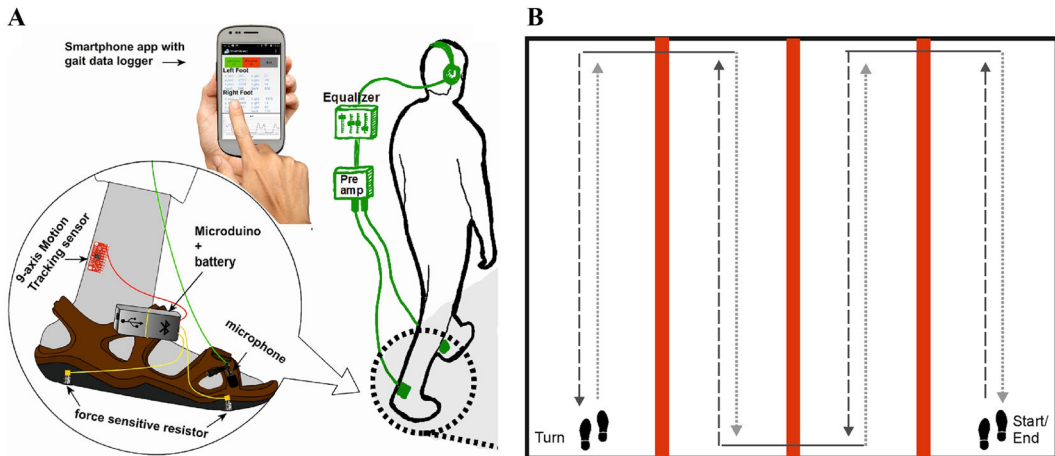 A
Smartphone app with
gait data logger
Left Foot
Right Foot
Equalizer
Pre
amp
9-axis Motion
Tracking sensor
Microduino
+
battery
microphone
force sensitive resistor
B
Turn
Start/
End